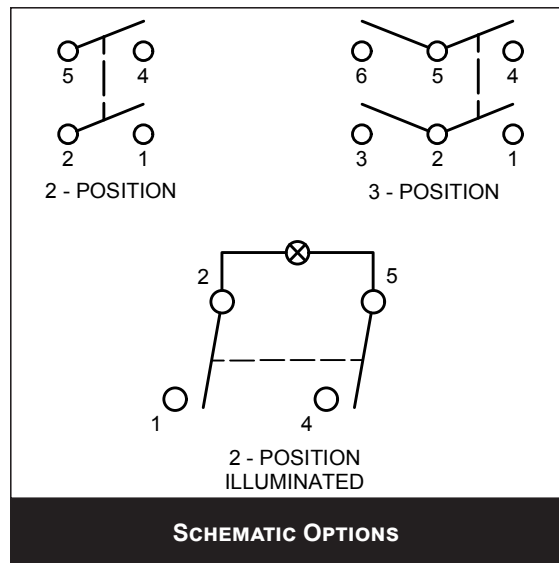 5 4
2 1
2 - POSITION
6 5 4
3 2 1
3 - POSITION
2 5
1 4
2 - POSITION
ILLUMINATED
SCHEMATIC OPTIONS